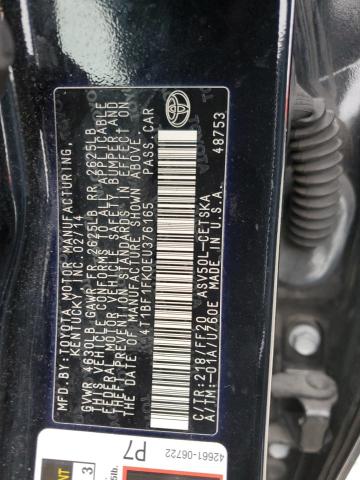 MFD. BY:
TOYOTA MOTOR MANUFACTURING,
KENTUCKY, INC. 02/14
GVWR 4630LB GAWR FR 2625LB RR 2625LB
THIS VEHICLE CONFORMS TO ALL APPLICABLE
FEDERAL MOTOR VEHICLE SAFETY, BUMPER, AND
THEFT PREVENTION STANDARDS IN EFFECT ON
THE DATE OF MANUFACTURE SHOWN ABOVE.
4T1BF1FK0EU376165 PASS.CAR
C/TR:218/FF20 ASV50L-CETSKA
A/TM:-01A/U760E MADE IN U.S.A.
48753
42661-06722
P7
3